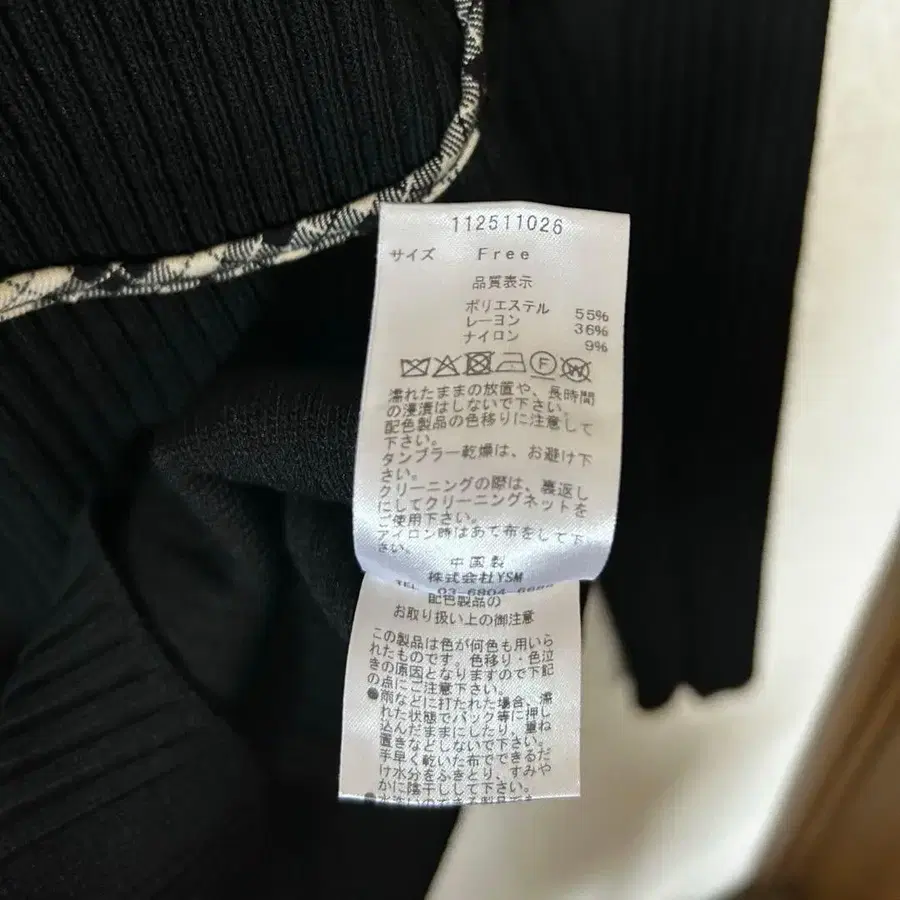 112511026
サイズ Free
品質表示
ポリエステル 55%
レーヨン 36%
ナイロン 9%
F W
濡れたままの放置や、長時間
の浸漬はしないで下さい。
配色製品の色移りに注意して
下さい。
タンブラー乾燥は、お避け下
さい。
クリーニングの際は、裏返し
にしてクリーニングネットを
ご使用下さい。
アイロン時はあて布をして下
さい。
中国製
株式会社YSM
TEL 03-6804-
配色製品の
お取り扱い上の御注意
この製品は色が何色も用いら
れたものです。色移り・色泣
きの原因となりますので下記
の点にご注意下さい。
●雨などに打たれた場合、濡
れた状態でバック等に押し
込んだままにしたり、重ね
置きなどしないで下さい。
手早く乾いた布でできるだ
け水分をふきとり、すみや
かに陰干しして下さい。